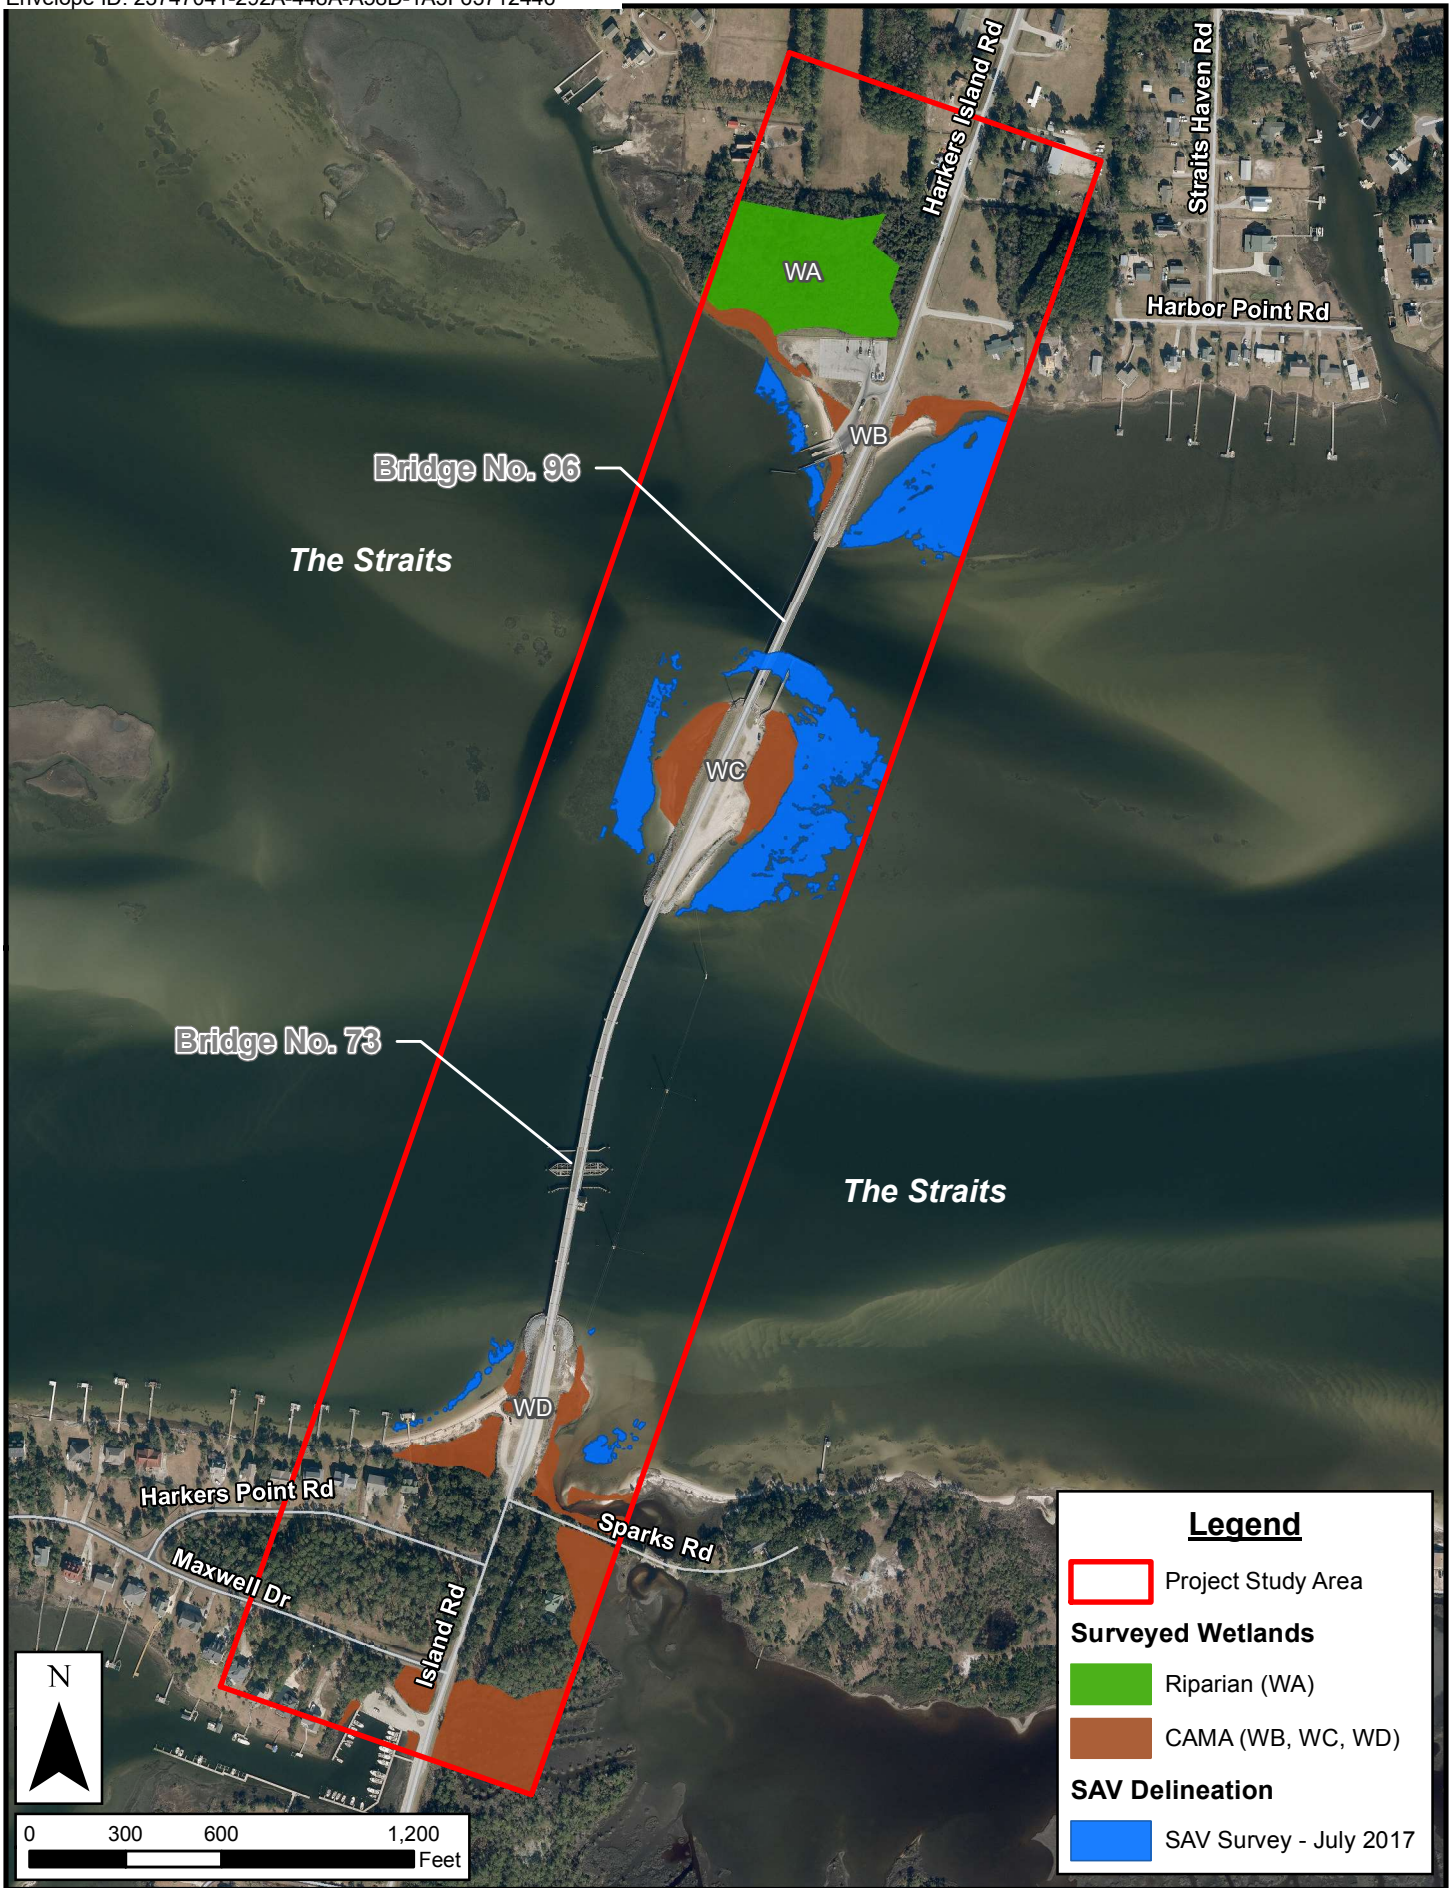 Harkers Island Rd
Straits Haven Rd
WA
Harbor Point Rd
WB
Bridge No. 96
The Straits
WC
Bridge No. 73
The Straits
WD
Harkers Point Rd
Sparks Rd
Maxwell Dr
Island Rd
N
0 300 600 1,200
Feet
Legend
Project Study Area
Surveyed Wetlands
Riparian (WA)
CAMA (WB, WC, WD)
SAV Delineation
SAV Survey - July 2017